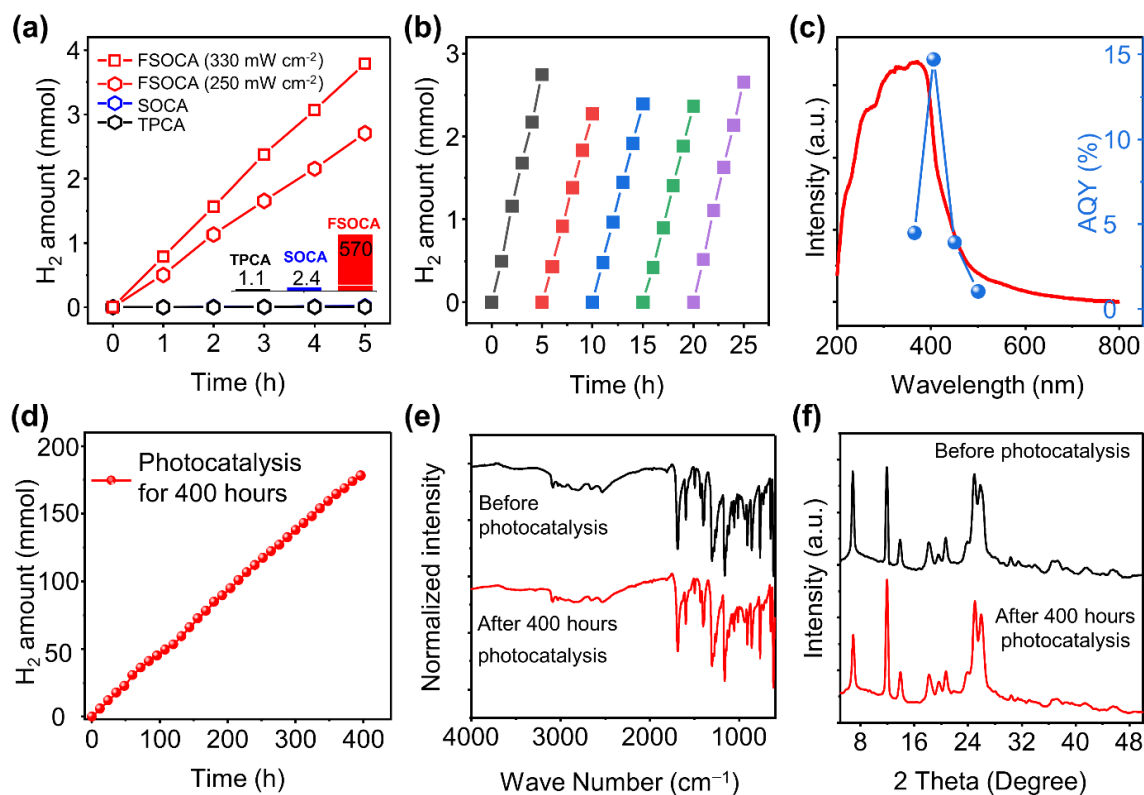 (a)
H₂ amount (mmol)
4
3
2
1
0
FSOCA (330 mW cm⁻²)
FSOCA (250 mW cm⁻²)
SOCA
TPCA
TPCA
1.1
SOCA
2.4
FSOCA
570
0 1 2 3 4 5
Time (h)
(b)
H₂ amount (mmol)
3
2
1
0
0 5 10 15 20 25
Time (h)
(c)
Intensity (a.u.)
AQY (%)
15
10
5
0
200 400 600 800
Wavelength (nm)
(d)
H₂ amount (mmol)
200
150
100
50
0
Photocatalysis
for 400 hours
0 100 200 300 400
Time (h)
(e)
Normalized intensity
Before
photocatalysis
After 400 hours
photocatalysis
4000 3000 2000 1000
Wave Number (cm⁻¹)
(f)
Intensity (a.u.)
Before photocatalysis
After 400 hours
photocatalysis
8 16 24 32 40 48
2 Theta (Degree)